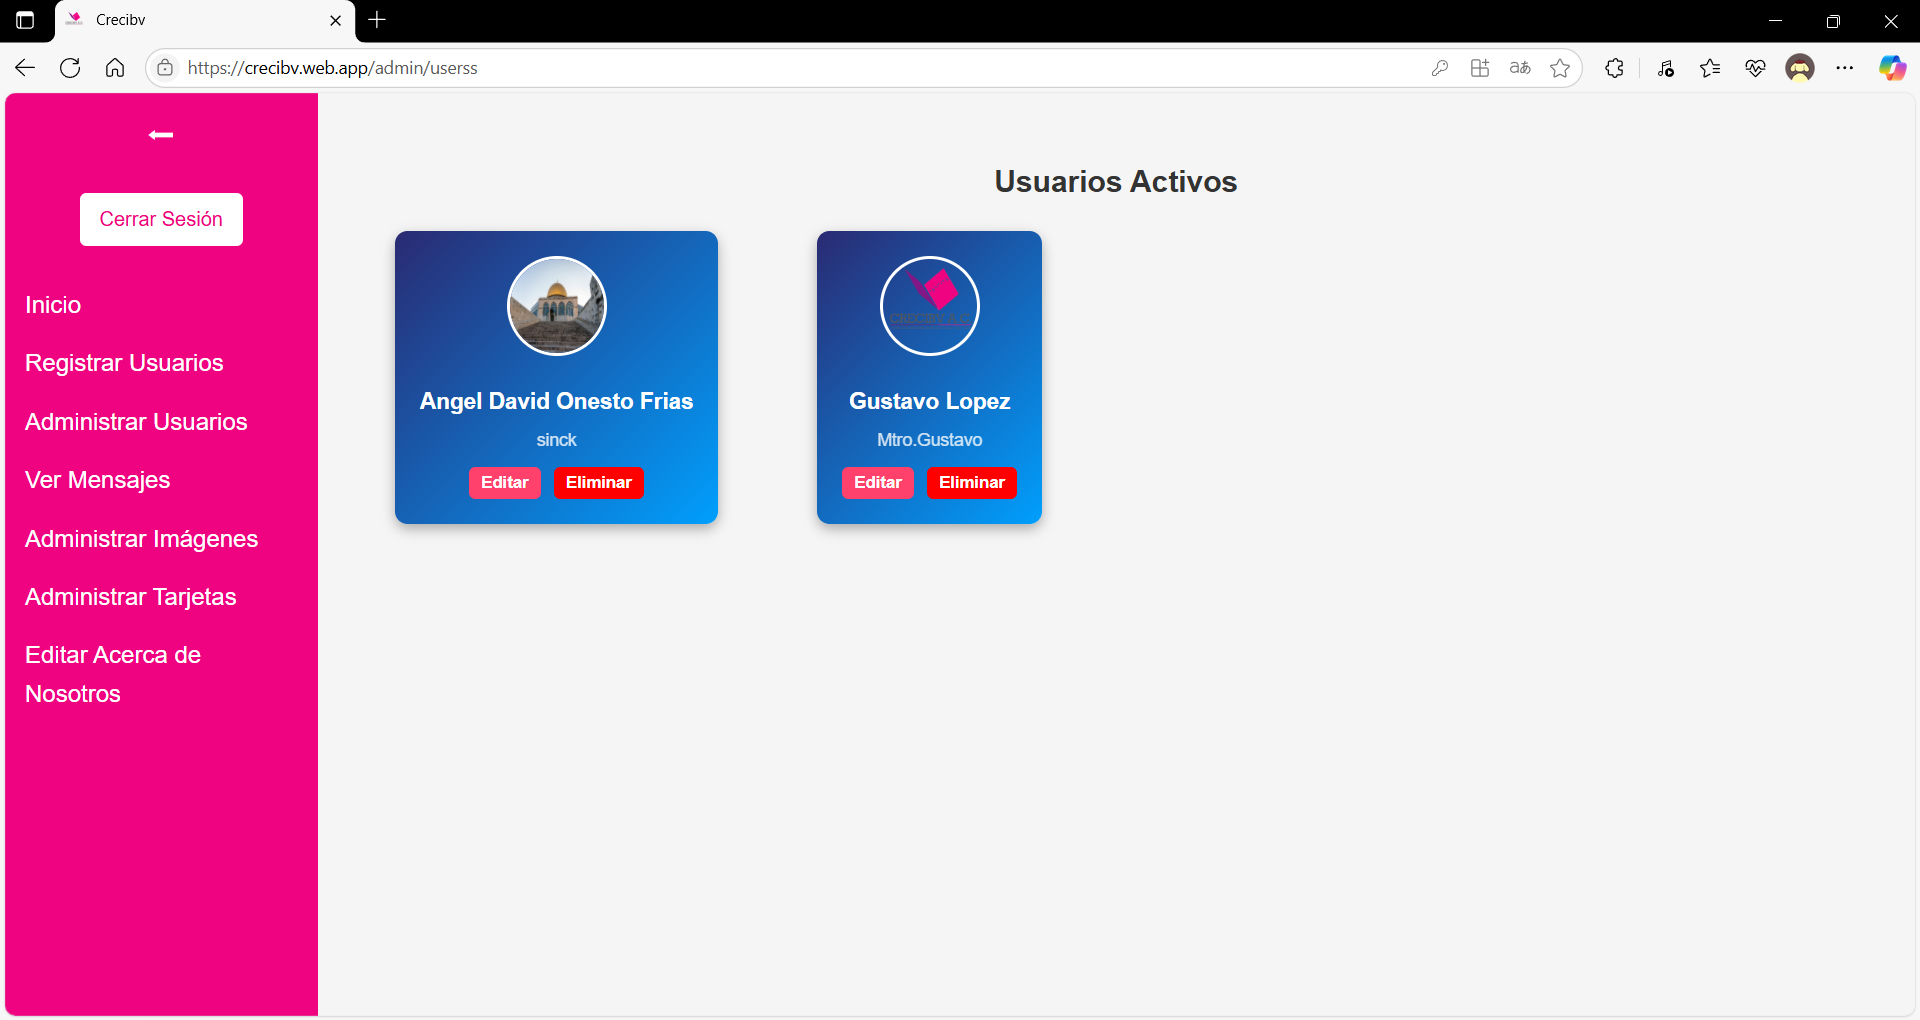 Crecibv
https://crecibv.web.app/admin/userss
Cerrar Sesión
Inicio
Registrar Usuarios
Administrar Usuarios
Ver Mensajes
Administrar Imágenes
Administrar Tarjetas
Editar Acerca de
Nosotros
Usuarios Activos
Angel David Onesto Frias
sinck
Editar Eliminar
Gustavo Lopez
Mtro.Gustavo
Editar Eliminar